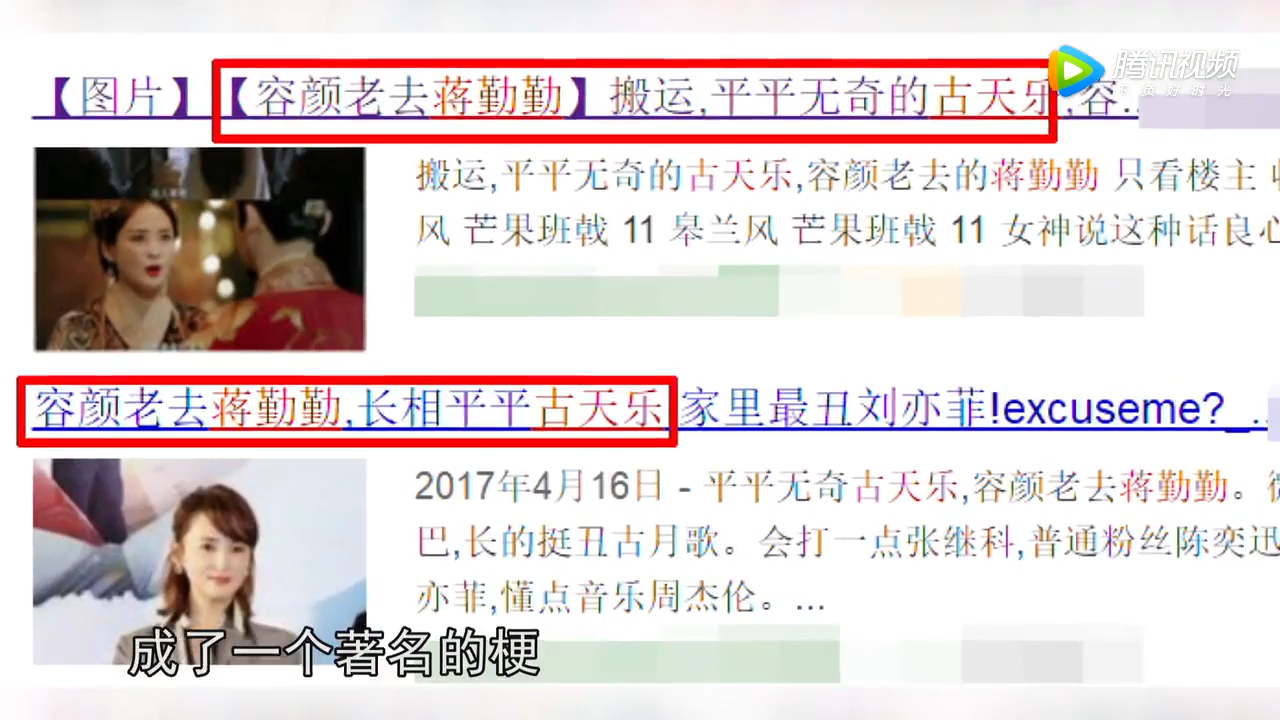 腾讯视频
不负好时光
【图片】【容颜老去蒋勤勤】搬运,平平无奇的古天乐,容...
搬运,平平无奇的古天乐,容颜老去的蒋勤勤 只看楼主
风 芒果班戟 11 皋兰风 芒果班戟 11 女神说这种话良心
容颜老去蒋勤勤,长相平平古天乐,家里最丑刘亦菲!excuseme?_...
2017年4月16日 - 平平无奇古天乐,容颜老去蒋勤勤。
巴,长的挺丑古月歌。会打一点张继科,普通粉丝陈奕迅
亦菲,懂点音乐周杰伦。...
成了一个著名的梗